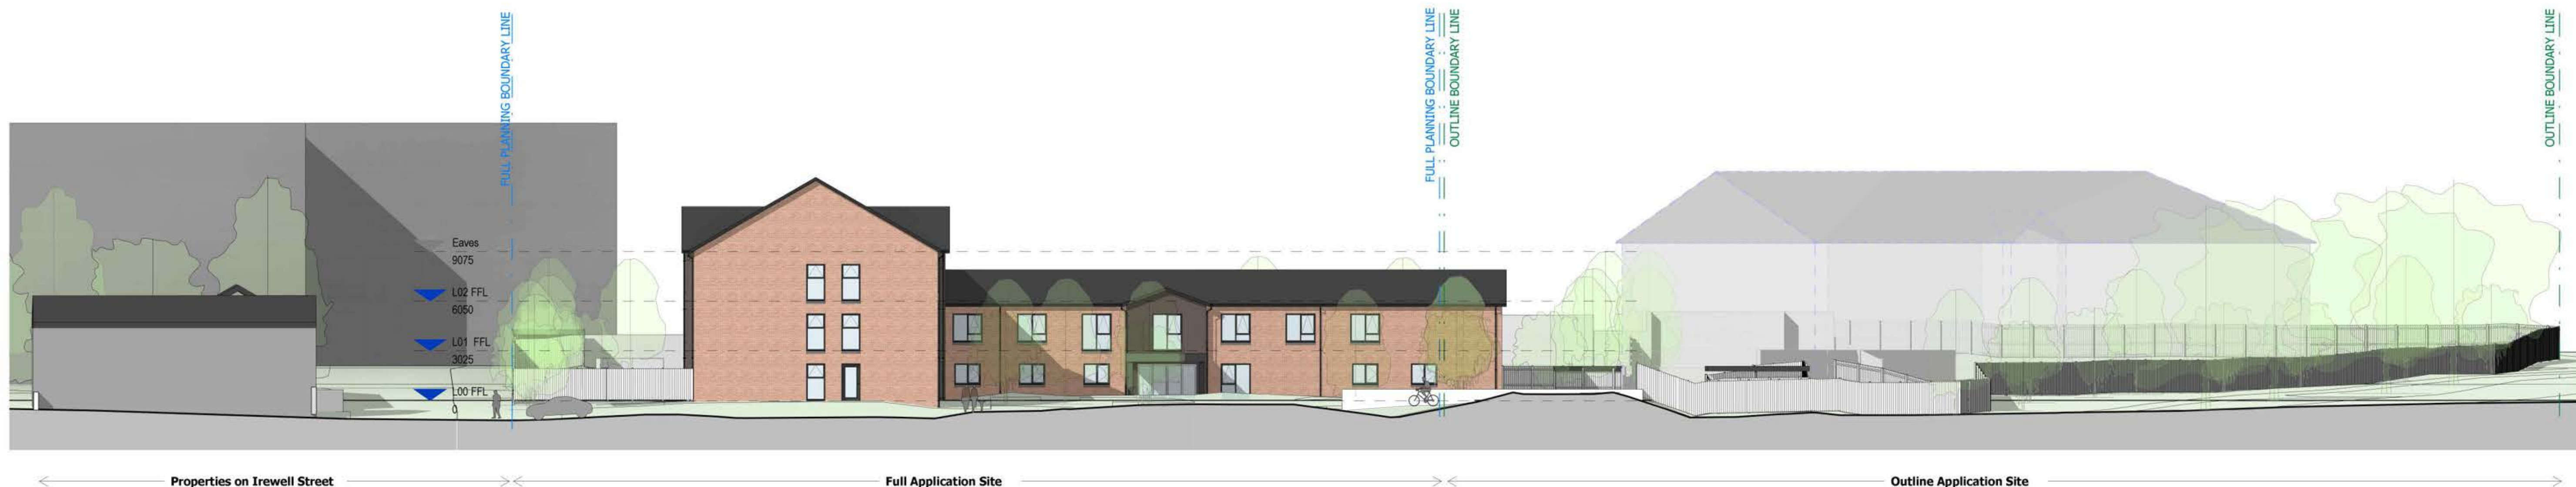 FULL PLANNING BOUNDARY LINE
FULL PLANNING BOUNDARY LINE
OUTLINE BOUNDARY LINE
OUTLINE BOUNDARY LINE
Eaves
9075
L02 FFL
6050
L01 FFL
3025
L00 FFL
0
Properties on Irewell Street
Full Application Site
Outline Application Site